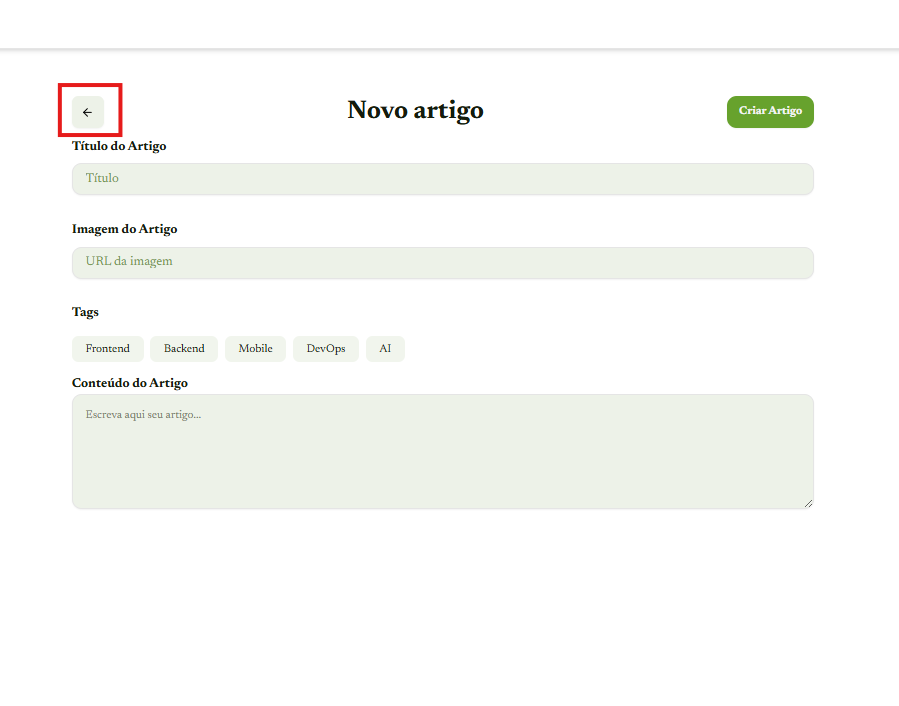 Novo artigo
Criar Artigo
Título do Artigo
Título
Imagem do Artigo
URL da imagem
Tags
Frontend Backend Mobile DevOps AI
Conteúdo do Artigo
Escreva aqui seu artigo...